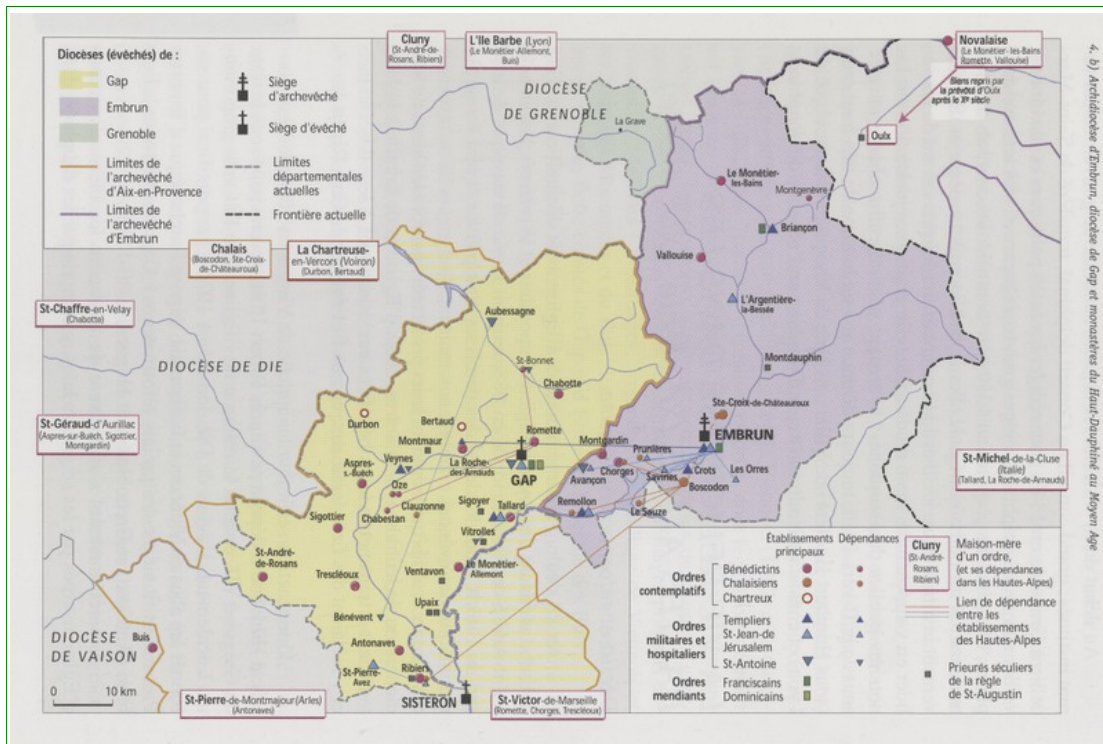 Cluny
(St-André-de-
Rosans, Ribiers)
L'Ile Barbe (Lyon)
(Le Monétier-Allemont,
Buis)
Novalaise
(Le Monétier-les-Bains
Romette, Vallouise)
Biens repris par
la prévôté d'Oulx
après le Xe siècle
Oulx
4. b) Archidiocèse d'Embrun, diocèse de Gap et monastères du Haut-Dauphiné au Moyen Age
Diocèses (évêchés) de :
Gap
Embrun
Grenoble
Limites de
l'archevêché
d'Aix-en-Provence
Limites de
l'archevêché
d'Embrun
Siège
d'archevêché
Siège d'évêché
Limites
départementales
actuelles
Frontière actuelle
DIOCÈSE
DE GRENOBLE
La Grave
Le Monêtier-
les-Bains
Montgenèvre
Briançon
Vallouise
L'Argentière-
la-Bessée
Montdauphin
Chalais
(Boscodon, Ste-Croix-
de-Châteauroux)
La Chartreuse-
en-Vercors (Voiron)
(Durbon, Bertaud)
St-Chaffre-en-Velay
(Chabotte)
DIOCÈSE DE DIE
Aubessagne
St-Bonnet
Chabotte
St-Géraud-d'Aurillac
(Aspres-sur-Buëch, Sigottier,
Montgardin)
Durbon
Bertaud
Montmaur
Romette
Montgardin
Ste-Croix-de-Châteauroux
EMBRUN
Prunières
Aspres-
s.-Buëch
Veynes
La Roche-
des-Arnauds
GAP
Avançon
Chorges
Savines
Crots
Les Orres
Boscodon
Oze
Chabestan
Clauzonne
Sigoyer
Tallard
Remollon
Le Sauze
St-Michel-de-la-Cluse
(Italie)
(Tallard, La Roche-de-Arnauds)
Sigottier
Vitrolles
St-André-
de-Rosans
Trescléoux
Ventavon
Le Monêtier-
Allemont
Upaix
Bénévent
DIOCÈSE
DE VAISON
Buis
Antonaves
St-Pierre-
Avez
Ribiers
SISTERON
0 10 km
St-Pierre-de-Montmajour (Arles)
(Antonaves)
St-Victor-de-Marseille
(Romette, Chorges, Trescléoux)
Établissements
principaux
Dépendances
Ordres
contemplatifs
Bénédictins
Chalaisiens
Chartreux
Ordres
militaires et
hospitaliers
Templiers
St-Jean-de
Jérusalem
St-Antoine
Ordres
mendiants
Franciscains
Dominicains
Cluny
(St-André-
Rosans,
Ribiers)
Maison-mère
d'un ordre,
(et ses dépendances
dans les Hautes-Alpes)
Lien de dépendance
entre les
établissements
des Hautes-Alpes
Prieurés séculiers
de la règle
de St-Augustin